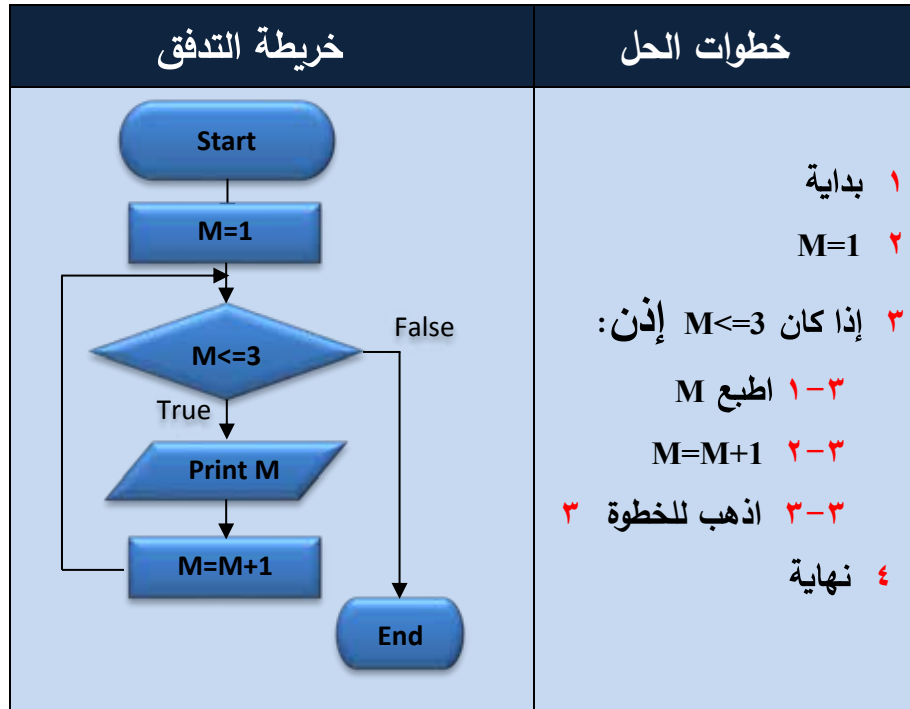 خطوات الحل
خريطة التدفق
١ بداية
٢ M=1
٣ إذا كان M<=3 إذن:
٣-١ اطبع M
٣-٢ M=M+1
٣-٣ اذهب للخطوة ٣
٤ نهاية
Start
M=1
M<=3
False
True
Print M
M=M+1
End